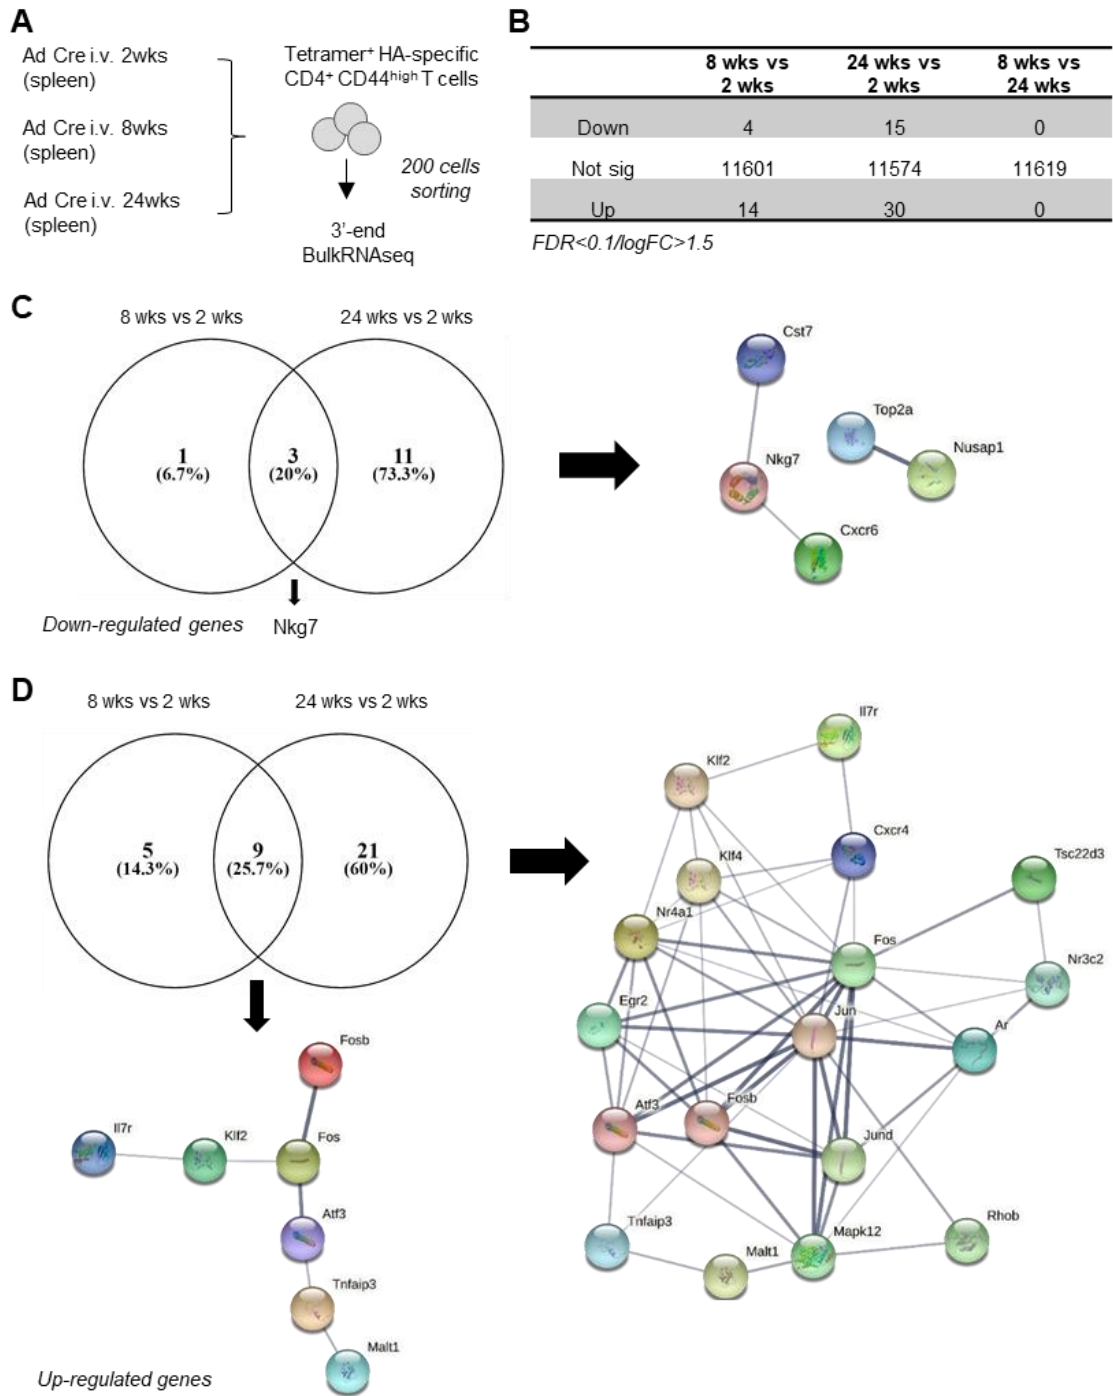 A
Ad Cre i.v. 2wks
(spleen)
Ad Cre i.v. 8wks
(spleen)
Ad Cre i.v. 24wks
(spleen)
Tetramer⁺ HA-specific
CD4⁺ CD44ʰⁱᵍʰ T cells
200 cells
sorting
3'-end
BulkRNAseq
B
8 wks vs 2 wks 24 wks vs 2 wks 8 wks vs 24 wks
Down 4 15 0
Not sig 11601 11574 11619
Up 14 30 0
FDR<0.1/logFC>1.5
C
8 wks vs 2 wks 24 wks vs 2 wks
1 3 11
(6.7%) (20%) (73.3%)
Down-regulated genes Nkg7
Cst7
Top2a
Nusap1
Nkg7
Cxcr6
D
8 wks vs 2 wks 24 wks vs 2 wks
5 9 21
(14.3%) (25.7%) (60%)
Fosb
Il7r
Klf2
Fos
Atf3
Tnfaip3
Malt1
Up-regulated genes
Il7r
Klf2
Cxcr4
Tsc22d3
Klf4
Nr4a1
Fos
Nr3c2
Egr2
Jun
Ar
Atf3
Fosb
Jund
Tnfaip3
Mapk12
Rhob
Malt1